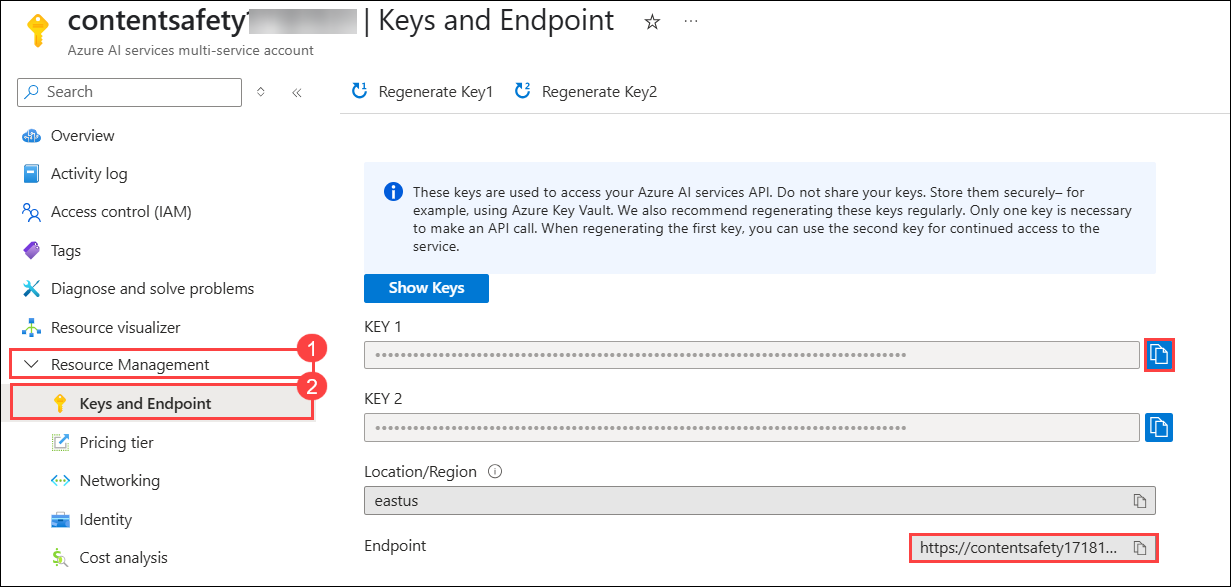 contentsafety1 | Keys and Endpoint ☆ ...
Azure AI services multi-service account
Search
Regenerate Key1
Regenerate Key2
Overview
Activity log
Access control (IAM)
Tags
Diagnose and solve problems
Resource visualizer
Resource Management
1
Keys and Endpoint
2
Pricing tier
Networking
Identity
Cost analysis
These keys are used to access your Azure AI services API. Do not share your keys. Store them securely– for
example, using Azure Key Vault. We also recommend regenerating these keys regularly. Only one key is necessary
to make an API call. When regenerating the first key, you can use the second key for continued access to the
service.
Show Keys
KEY 1
KEY 2
Location/Region
eastus
Endpoint
https://contentsafety17181...